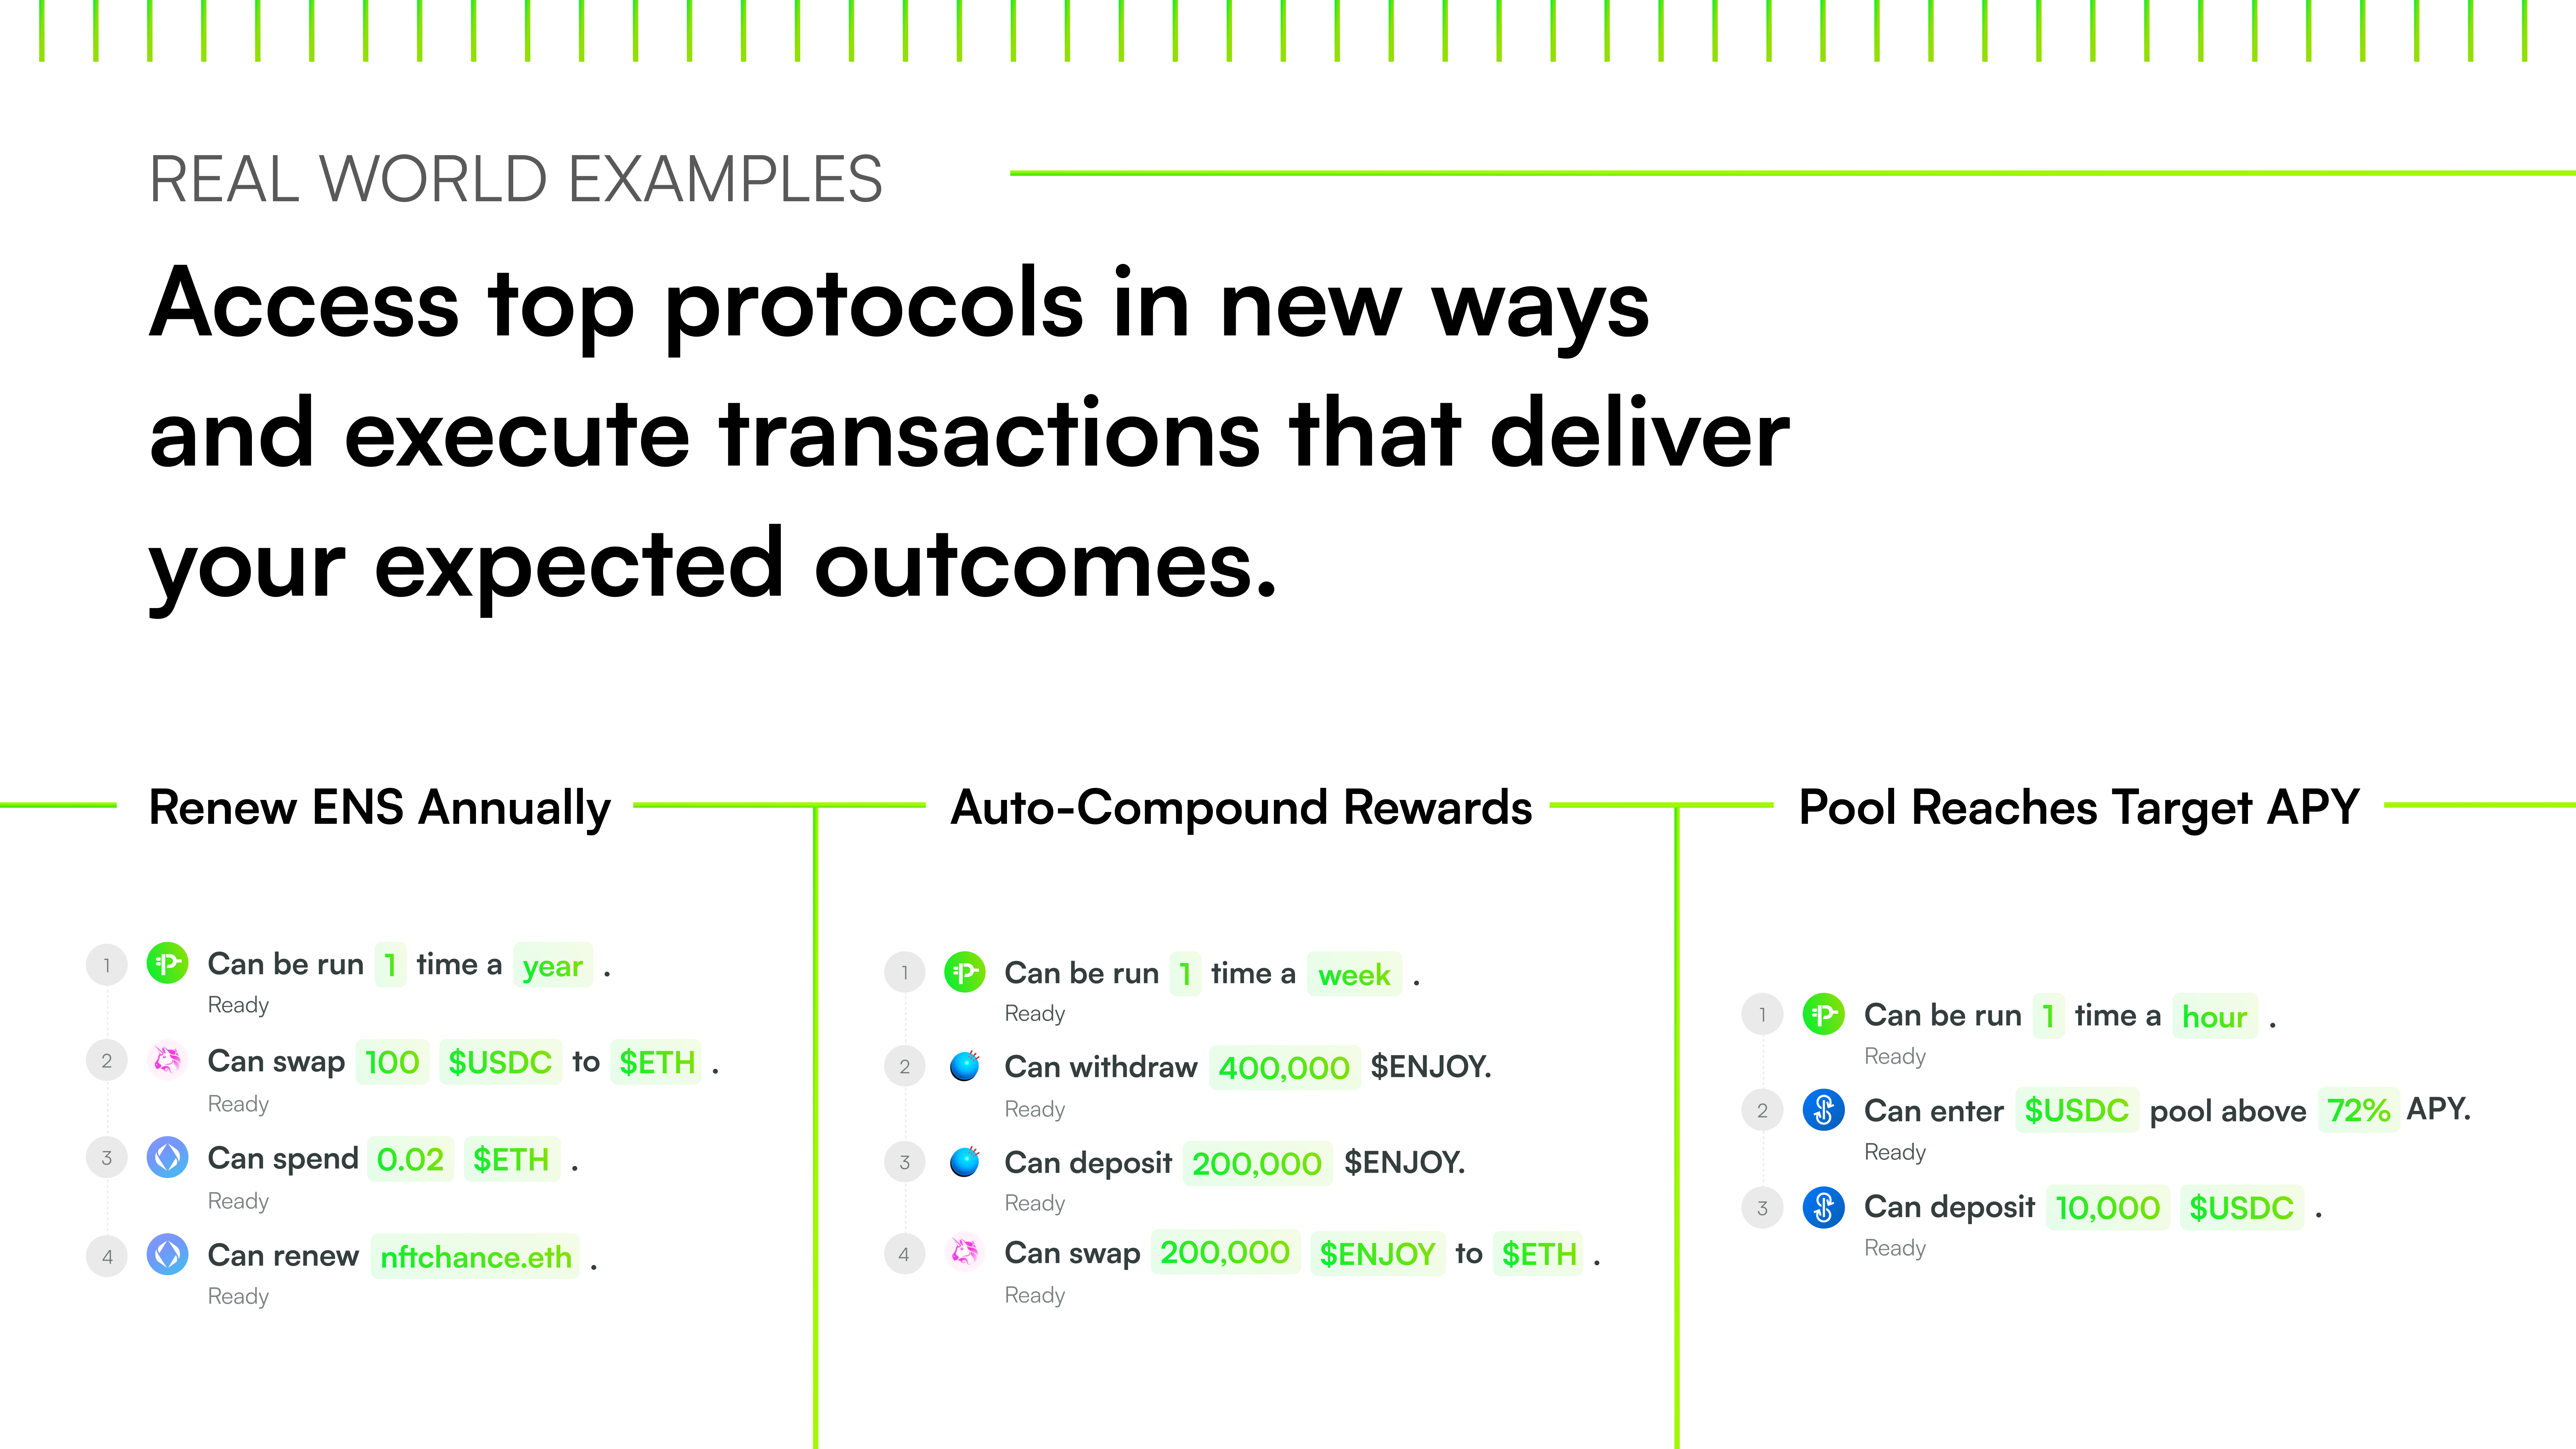 REAL WORLD EXAMPLES
Access top protocols in new ways
and execute transactions that deliver
your expected outcomes.
Renew ENS Annually
1 Can be run 1 time a year .
Ready
2 Can swap 100 $USDC to $ETH .
Ready
3 Can spend 0.02 $ETH .
Ready
4 Can renew nftchance.eth .
Ready
Auto-Compound Rewards
1 Can be run 1 time a week .
Ready
2 Can withdraw 400,000 $ENJOY.
Ready
3 Can deposit 200,000 $ENJOY.
Ready
4 Can swap 200,000 $ENJOY to $ETH .
Ready
Pool Reaches Target APY
1 Can be run 1 time a hour .
Ready
2 Can enter $USDC pool above 72% APY.
Ready
3 Can deposit 10,000 $USDC .
Ready